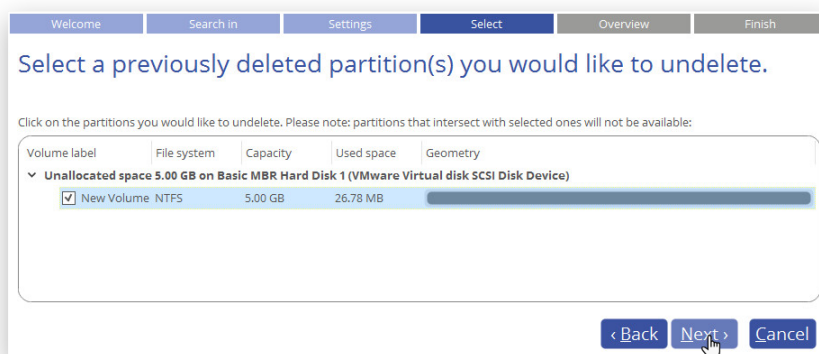 Welcome Search in Settings Select Overview Finish
Select a previously deleted partition(s) you would like to undelete.
Click on the partitions you would like to undelete. Please note: partitions that intersect with selected ones will not be available:
Volume label File system Capacity Used space Geometry
Unallocated space 5.00 GB on Basic MBR Hard Disk 1 (VMware Virtual disk SCSI Disk Device)
New Volume NTFS 5.00 GB 26.78 MB
‹ Back Next › Cancel